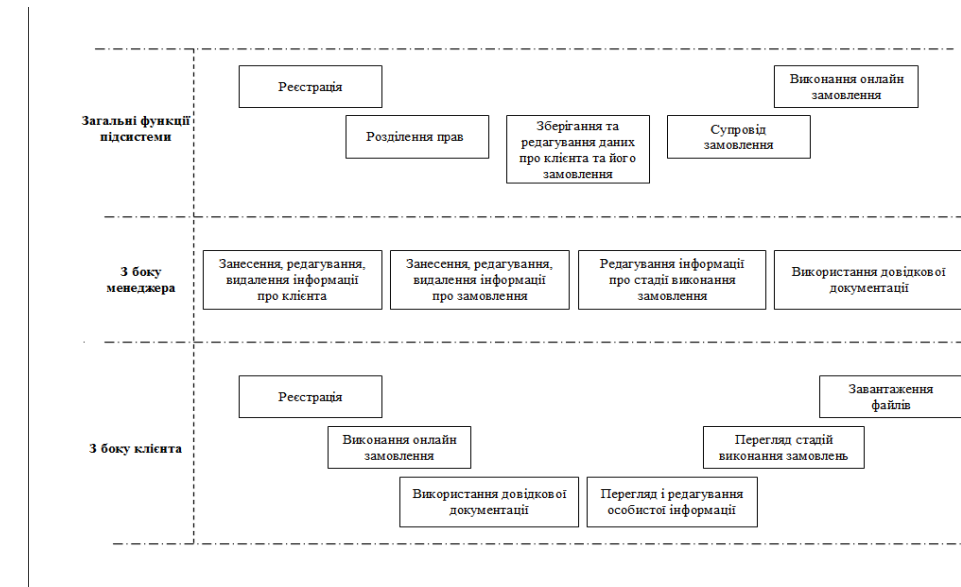 Загальні функції
підсистеми
Реєстрація
Розділення прав
Зберігання та
редагування даних
про клієнта та його
замовлення
Супровід
замовлення
Виконання онлайн
замовлення
З боку
менеджера
Занесення, редагування,
видалення інформації
про клієнта
Занесення, редагування,
видалення інформації
про замовлення
Редагування інформації
про стадії виконання
замовлення
Використання довідкової
документації
З боку клієнта
Реєстрація
Виконання онлайн
замовлення
Використання довідкової
документації
Перегляд і редагування
особистої інформації
Перегляд стадій
виконання замовлень
Завантаження
файлів